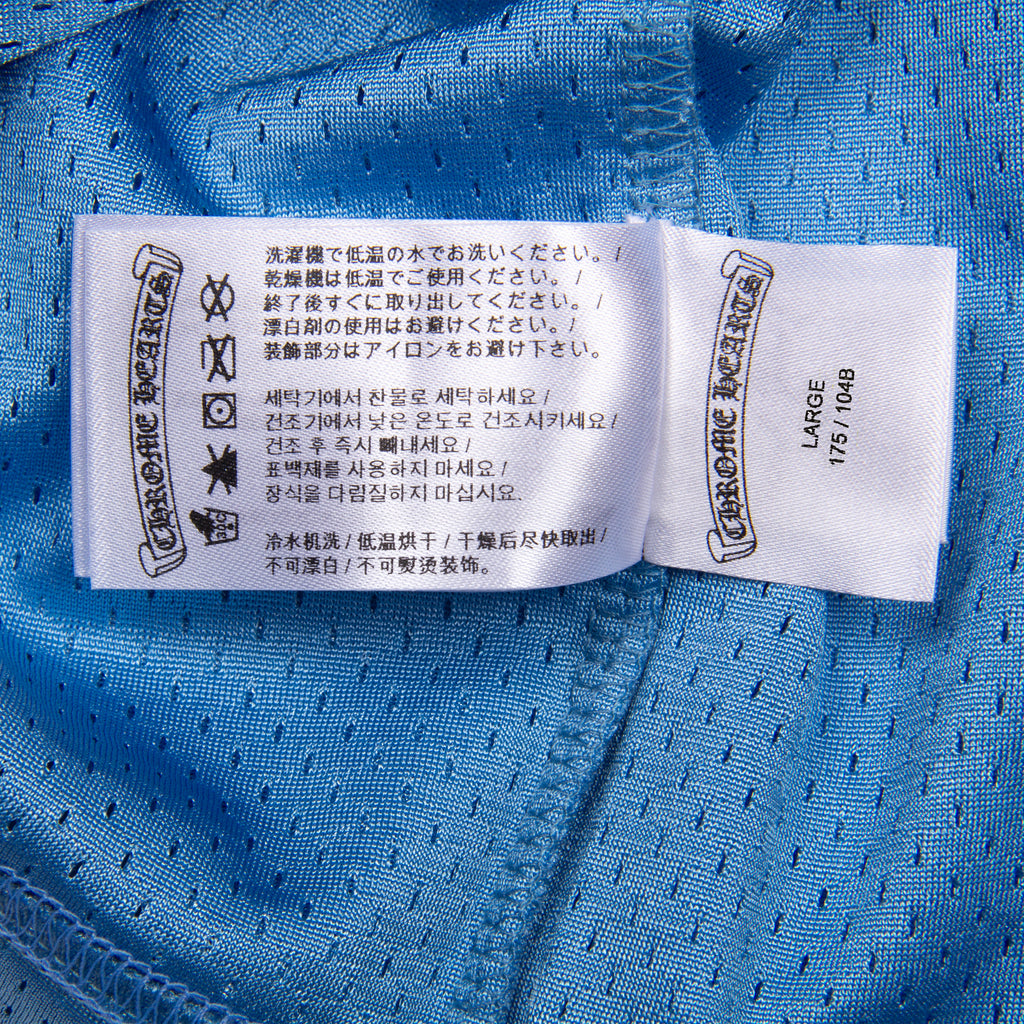 CHROME HEARTS
洗濯機で低温の水でお洗いください。/
乾燥機は低温でご使用ください。/
終了後すぐに取り出してください。/
漂白剤の使用はお避けください。/
装飾部分はアイロンをお避け下さい。
세탁기에서 찬물로 세탁하세요 /
건조기에서 낮은 온도로 건조시키세요 /
건조 후 즉시 빼내세요 /
표백제를 사용하지 마세요 /
장식을 다림질하지 마십시요.
冷水机洗 / 低温烘干 / 干燥后尽快取出 /
不可漂白 / 不可熨烫装饰。
CHROME HEARTS
LARGE
175 / 104B